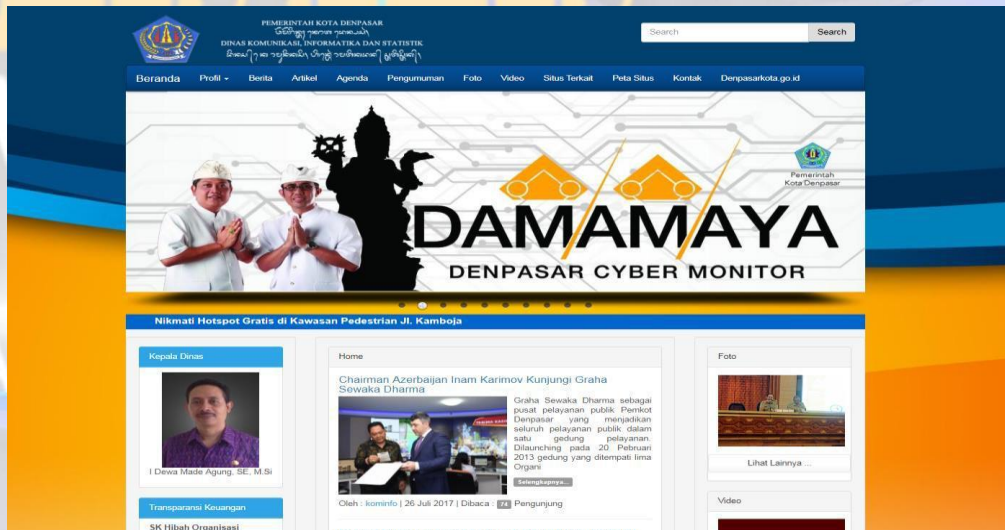 PEMERINTAH KOTA DENPASAR
DINAS KOMUNIKASI, INFORMATIKA DAN STATISTIK
Search
Search
Beranda Profil Berita Artikel Agenda Pengumuman Foto Video Situs Terkait Peta Situs Kontak Denpasarkota.go.id
Pemerintah
Kota Denpasar
DAMAMAYA
DENPASAR CYBER MONITOR
Nikmati Hotspot Gratis di Kawasan Pedestrian Jl. Kamboja
Kepala Dinas
I Dewa Made Agung, SE, M.Si
Transparansi Keuangan
SK Hibah Organisasi
Home
Chairman Azerbaijan Inam Karimov Kunjungi Graha
Sewaka Dharma
Graha Sewaka Dharma sebagai
pusat pelayanan publik Pemkot
Denpasar yang menjadikan
seluruh pelayanan publik dalam
satu gedung pelayanan.
Dilaunching pada 20 Pebruari
2013 gedung yang ditempati lima
Organi
Selengkapnya...
Oleh : kominfo | 26 Juli 2017 | Dibaca : 74 Pengunjung
Foto
Lihat Lainnya ...
Video